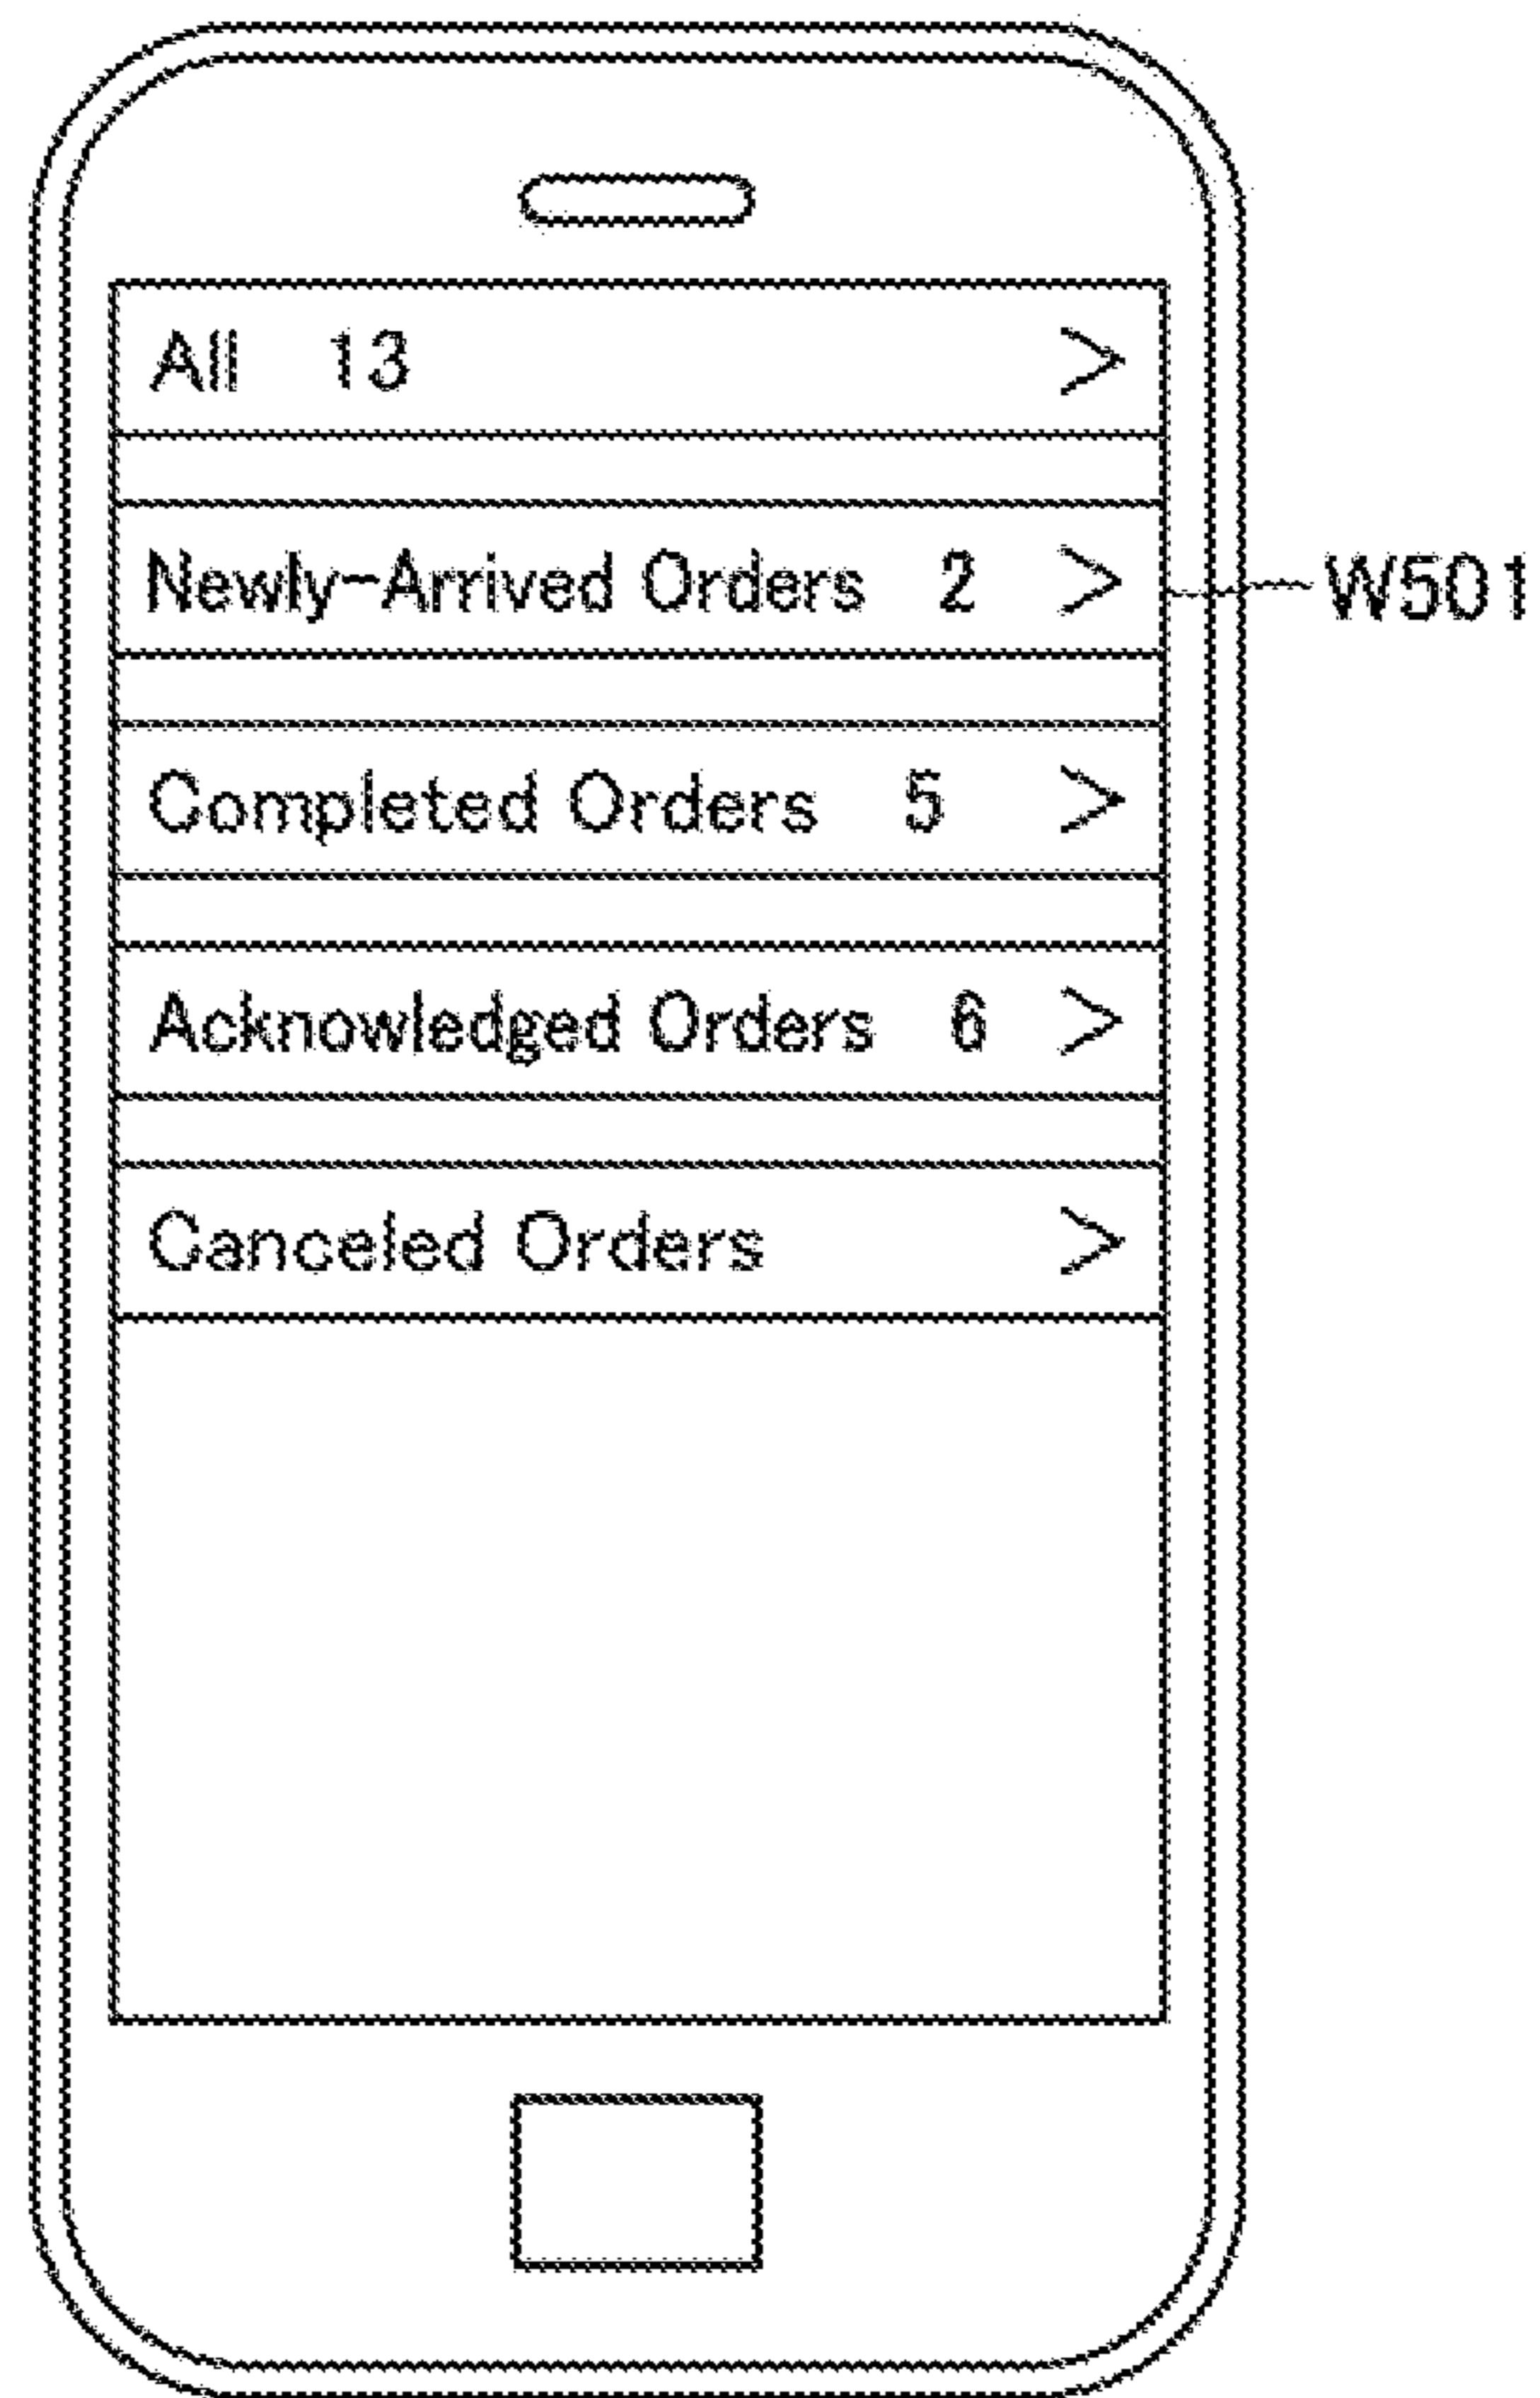 All 13 >
Newly-Arrived Orders 2 >
W501
Completed Orders 5 >
Acknowledged Orders 6 >
Canceled Orders >